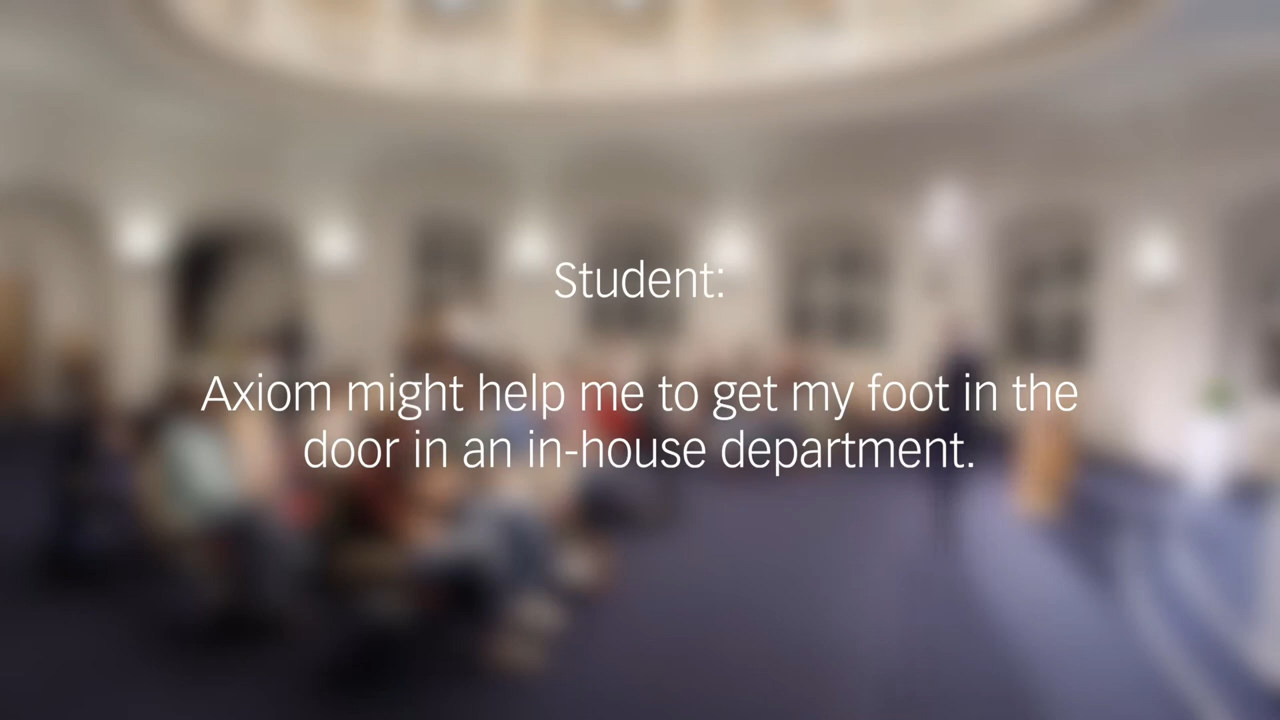 Student:
Axiom might help me to get my foot in the
door in an in-house department.